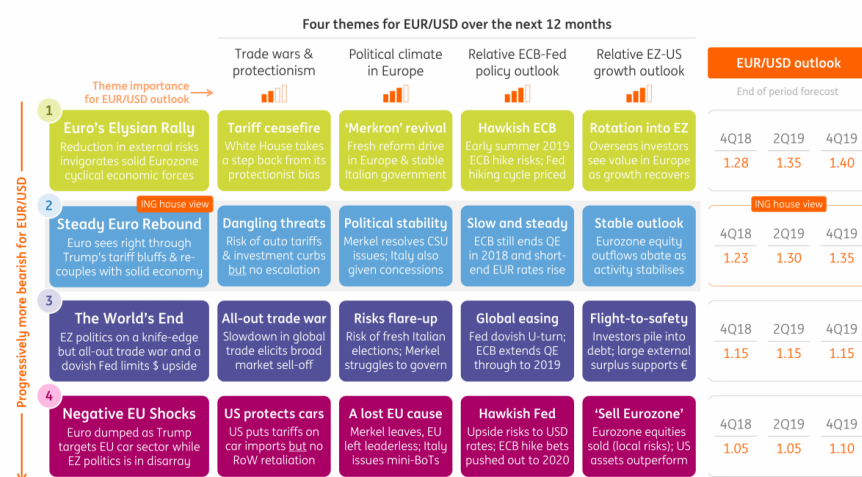 Four themes for EUR/USD over the next 12 months
Trade wars &
protectionism
Political climate
in Europe
Relative ECB-Fed
policy outlook
Relative EZ-US
growth outlook
EUR/USD outlook
Theme importance
for EUR/USD outlook
End of period forecast
Progressively more bearish for EUR/USD
1
Euro's Elysian Rally
Reduction in external risks
invigorates solid Eurozone
cyclical economic forces
Tariff ceasefire
White House takes
a step back from its
protectionist bias
'Merkron' revival
Fresh reform drive
in Europe & stable
Italian government
Hawkish ECB
Early summer 2019
ECB hike risks; Fed
hiking cycle priced
Rotation into EZ
Overseas investors
see value in Europe
as growth recovers
4Q18 2Q19 4Q19
1.28 1.35 1.40
2
ING house view
Steady Euro Rebound
Euro sees right through
Trump's tariff bluffs & re-
couples with solid economy
Dangling threats
Risk of auto tariffs
& investment curbs
but no escalation
Political stability
Merkel resolves CSU
issues; Italy also
given concessions
Slow and steady
ECB still ends QE
in 2018 and short-
end EUR rates rise
Stable outlook
Eurozone equity
outflows abate as
activity stabilises
ING house view
4Q18 2Q19 4Q19
1.23 1.30 1.35
3
The World's End
EZ politics on a knife-edge
but all-out trade war and a
dovish Fed limits $ upside
All-out trade war
Slowdown in global
trade elicits broad
market sell-off
Risks flare-up
Risk of fresh Italian
elections; Merkel
struggles to govern
Global easing
Fed dovish U-turn;
ECB extends QE
through to 2019
Flight-to-safety
Investors pile into
debt; large external
surplus supports €
4Q18 2Q19 4Q19
1.15 1.15 1.15
4
Negative EU Shocks
Euro dumped as Trump
targets EU car sector while
EZ politics is in disarray
US protects cars
US puts tariffs on
car imports but no
RoW retaliation
A lost EU cause
Merkel leaves, EU
left leaderless; Italy
issues mini-BoTs
Hawkish Fed
Upside risks to USD
rates; ECB hike bets
pushed out to 2020
'Sell Eurozone'
Eurozone equities
sold (local risks); US
assets outperform
4Q18 2Q19 4Q19
1.05 1.05 1.10